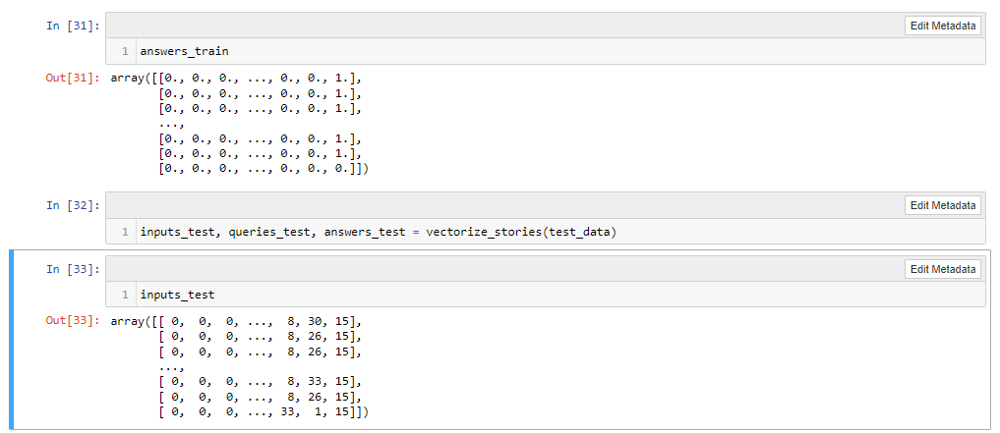 In [31]:
Edit Metadata
1 answers_train
Out[31]: array([[0., 0., 0., ..., 0., 0., 1.],
[0., 0., 0., ..., 0., 0., 1.],
[0., 0., 0., ..., 0., 0., 1.],
...,
[0., 0., 0., ..., 0., 0., 1.],
[0., 0., 0., ..., 0., 0., 1.],
[0., 0., 0., ..., 0., 0., 0.]])
In [32]:
Edit Metadata
1 inputs_test, queries_test, answers_test = vectorize_stories(test_data)
In [33]:
Edit Metadata
1 inputs_test
Out[33]: array([[ 0,  0,  0, ...,  8, 30, 15],
[ 0,  0,  0, ...,  8, 26, 15],
[ 0,  0,  0, ...,  8, 26, 15],
...,
[ 0,  0,  0, ...,  8, 33, 15],
[ 0,  0,  0, ...,  8, 26, 15],
[ 0,  0,  0, ..., 33,  1, 15]])